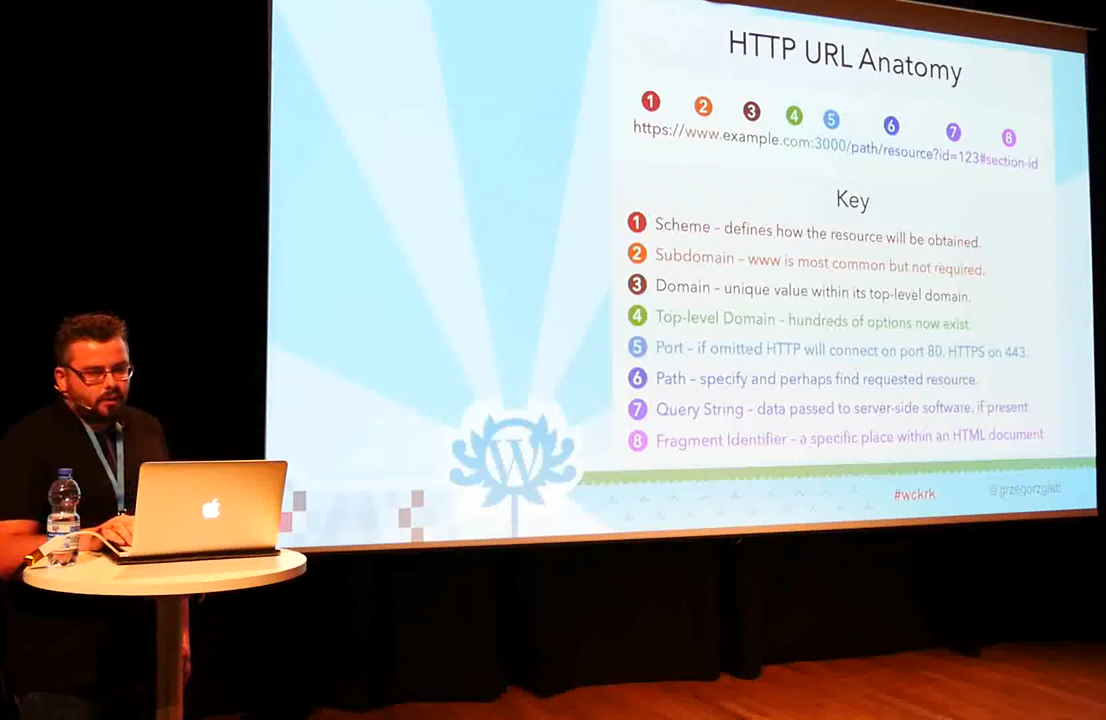 HTTP URL Anatomy
1 2 3 4 5 6 7 8
https://www.example.com:3000/path/resource?id=123#section-id
Key
1 Scheme - defines how the resource will be obtained.
2 Subdomain - www is most common but not required.
3 Domain - unique value within its top-level domain.
4 Top-level Domain - hundreds of options now exist.
5 Port - if omitted HTTP will connect on port 80, HTTPS on 443.
6 Path - specify and perhaps find requested resource.
7 Query String - data passed to server-side software, if present
8 Fragment Identifier - a specific place within an HTML document
W
#wckrk